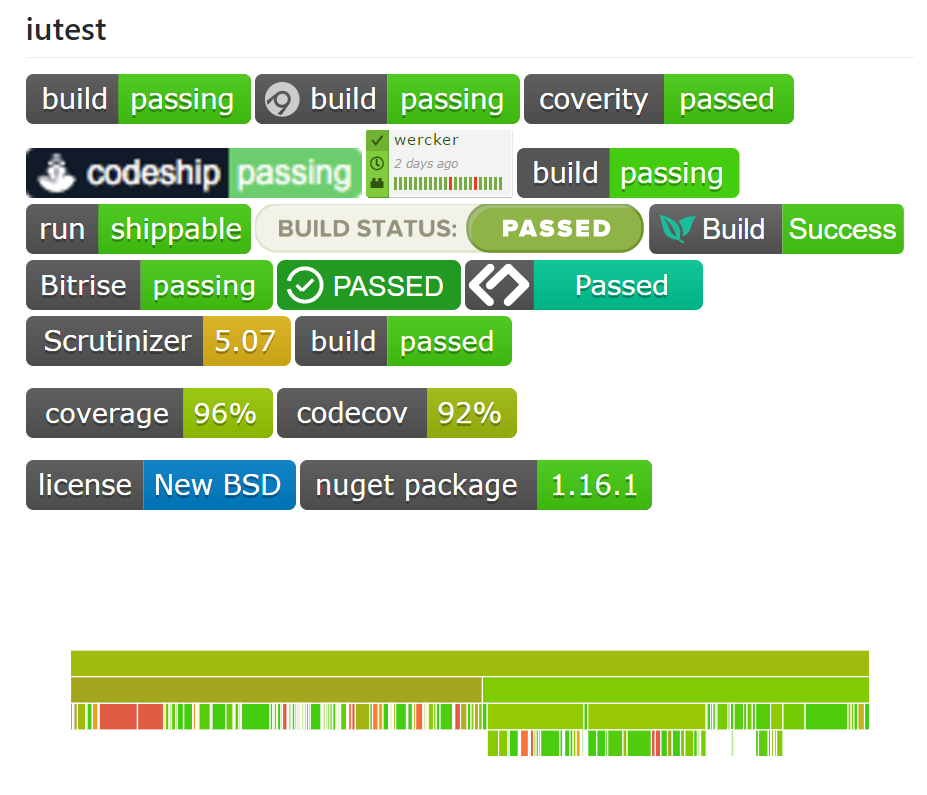 iutest
build passing build passing coverity passed
codeship passing wercker 2 days ago build passing
run shippable BUILD STATUS: PASSED Build Success
Bitrise passing PASSED Passed
Scrutinizer 5.07 build passed
coverage 96% codecov 92%
license New BSD nuget package 1.16.1